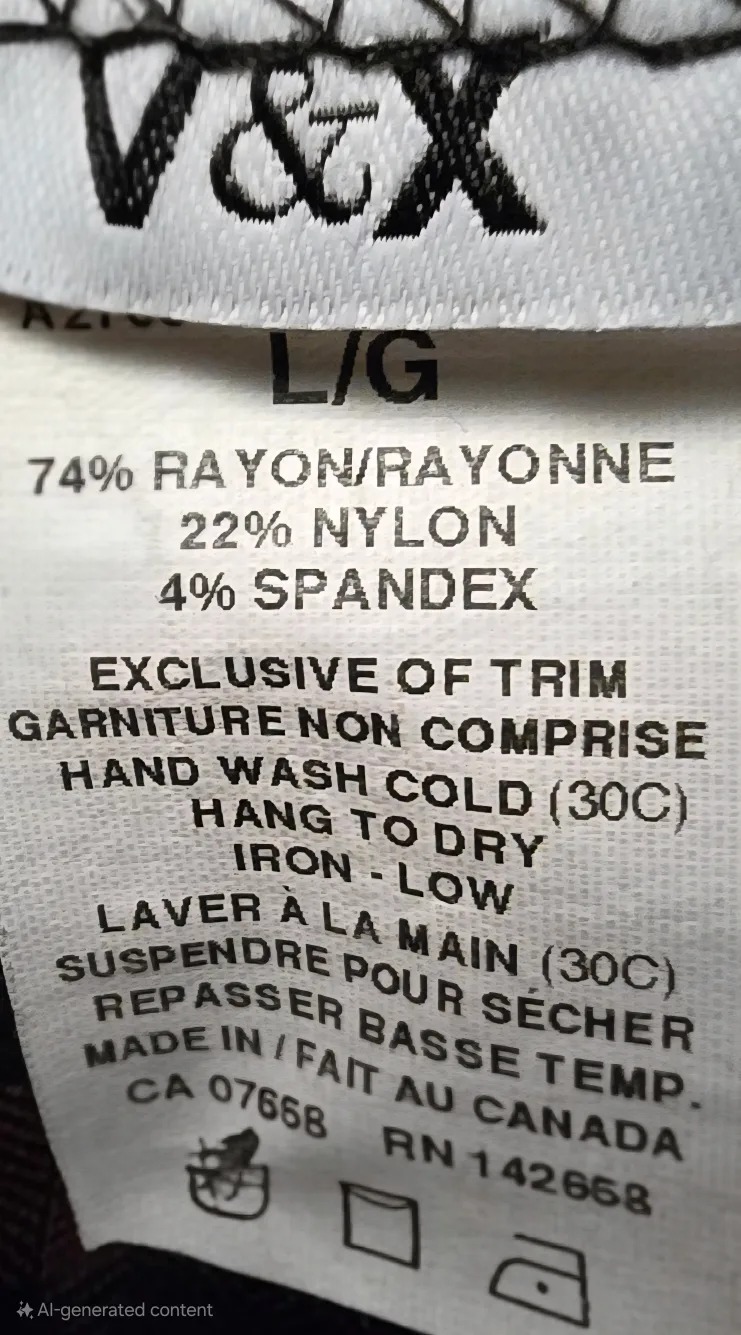 V&X
L/G
74% RAYON/RAYONNE
22% NYLON
4% SPANDEX
EXCLUSIVE OF TRIM
GARNITURE NON COMPRISE
HAND WASH COLD (30C)
HANG TO DRY
IRON - LOW
LAVER À LA MAIN (30C)
SUSPENDRE POUR SÉCHER
REPASSER BASSE TEMP.
MADE IN / FAIT AU CANADA
CA 07668 RN 142668
AI-generated content